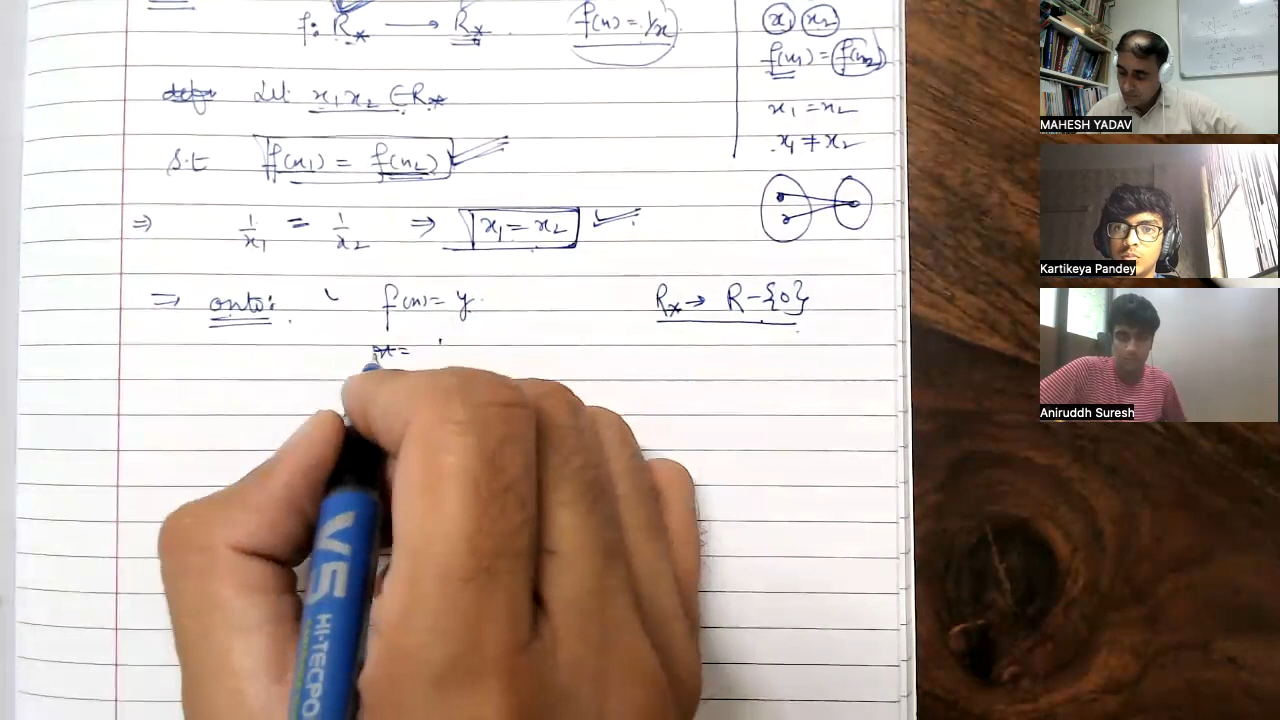 f: R* → R* f(x) = 1/x
Let x₁ x₂ ∈ R*
S.t f(x₁) = f(x₂)
⇒ 1/x₁ = 1/x₂ ⇒ x₁ = x₂
⇒ onto: f(x) = y. R* → R-{0}
x₁ x₂
f(x₁) = f(x₂)
x₁ = x₂
x₁ ≠ x₂
V5
HI-TECPO
MAHESH YADAV
Kartikeya Pandey
Aniruddh Suresh